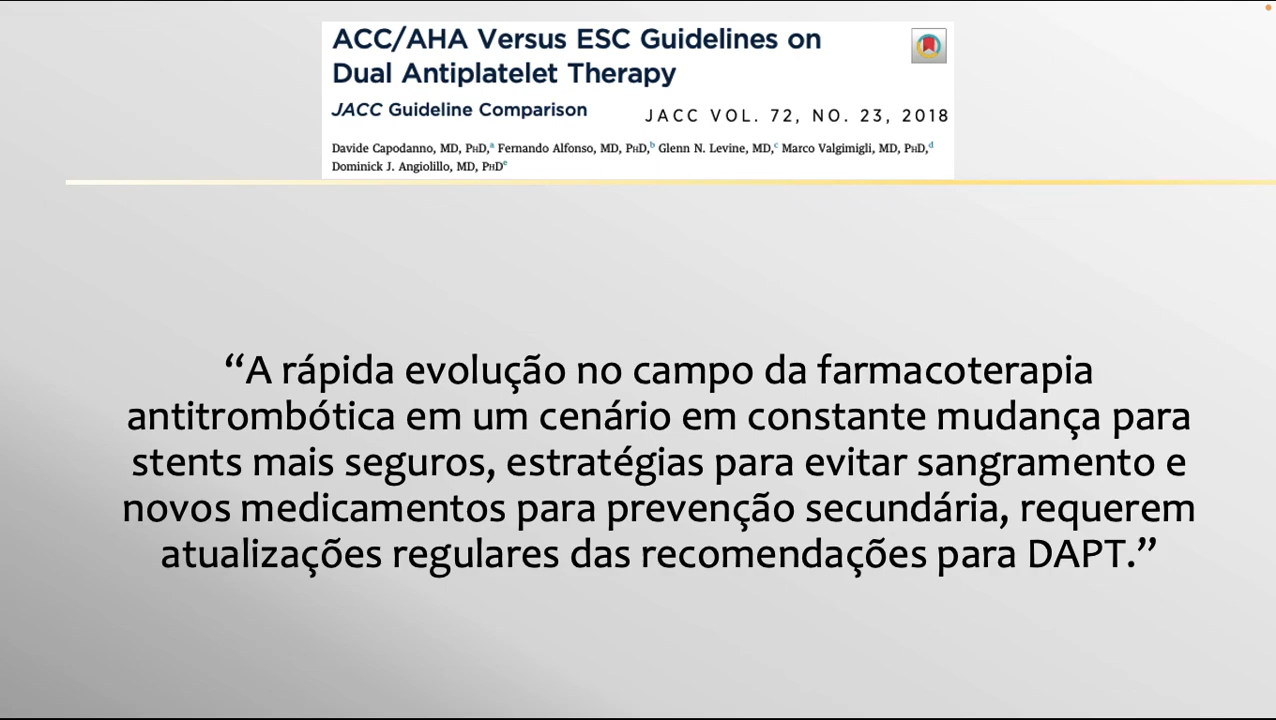 ACC/AHA Versus ESC Guidelines on
Dual Antiplatelet Therapy
JACC Guideline Comparison
JACC VOL. 72, NO. 23, 2018
Davide Capodanno, MD, PhD,a Fernando Alfonso, MD, PhD,b Glenn N. Levine, MD,c Marco Valgimigli, MD, PhD,d
Dominick J. Angiolillo, MD, PhDe
“A rápida evolução no campo da farmacoterapia
antitrombótica em um cenário em constante mudança para
stents mais seguros, estratégias para evitar sangramento e
novos medicamentos para prevenção secundária, requerem
atualizações regulares das recomendações para DAPT.”